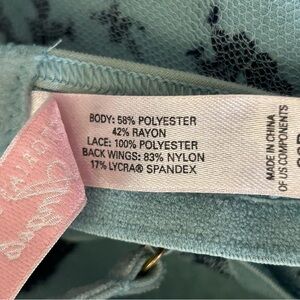 BODY: 58% POLYESTER
42% RAYON
LACE: 100% POLYESTER
BACK WINGS: 83% NYLON
17% LYCRA® SPANDEX
MADE IN CHINA
OF US COMPONENTS